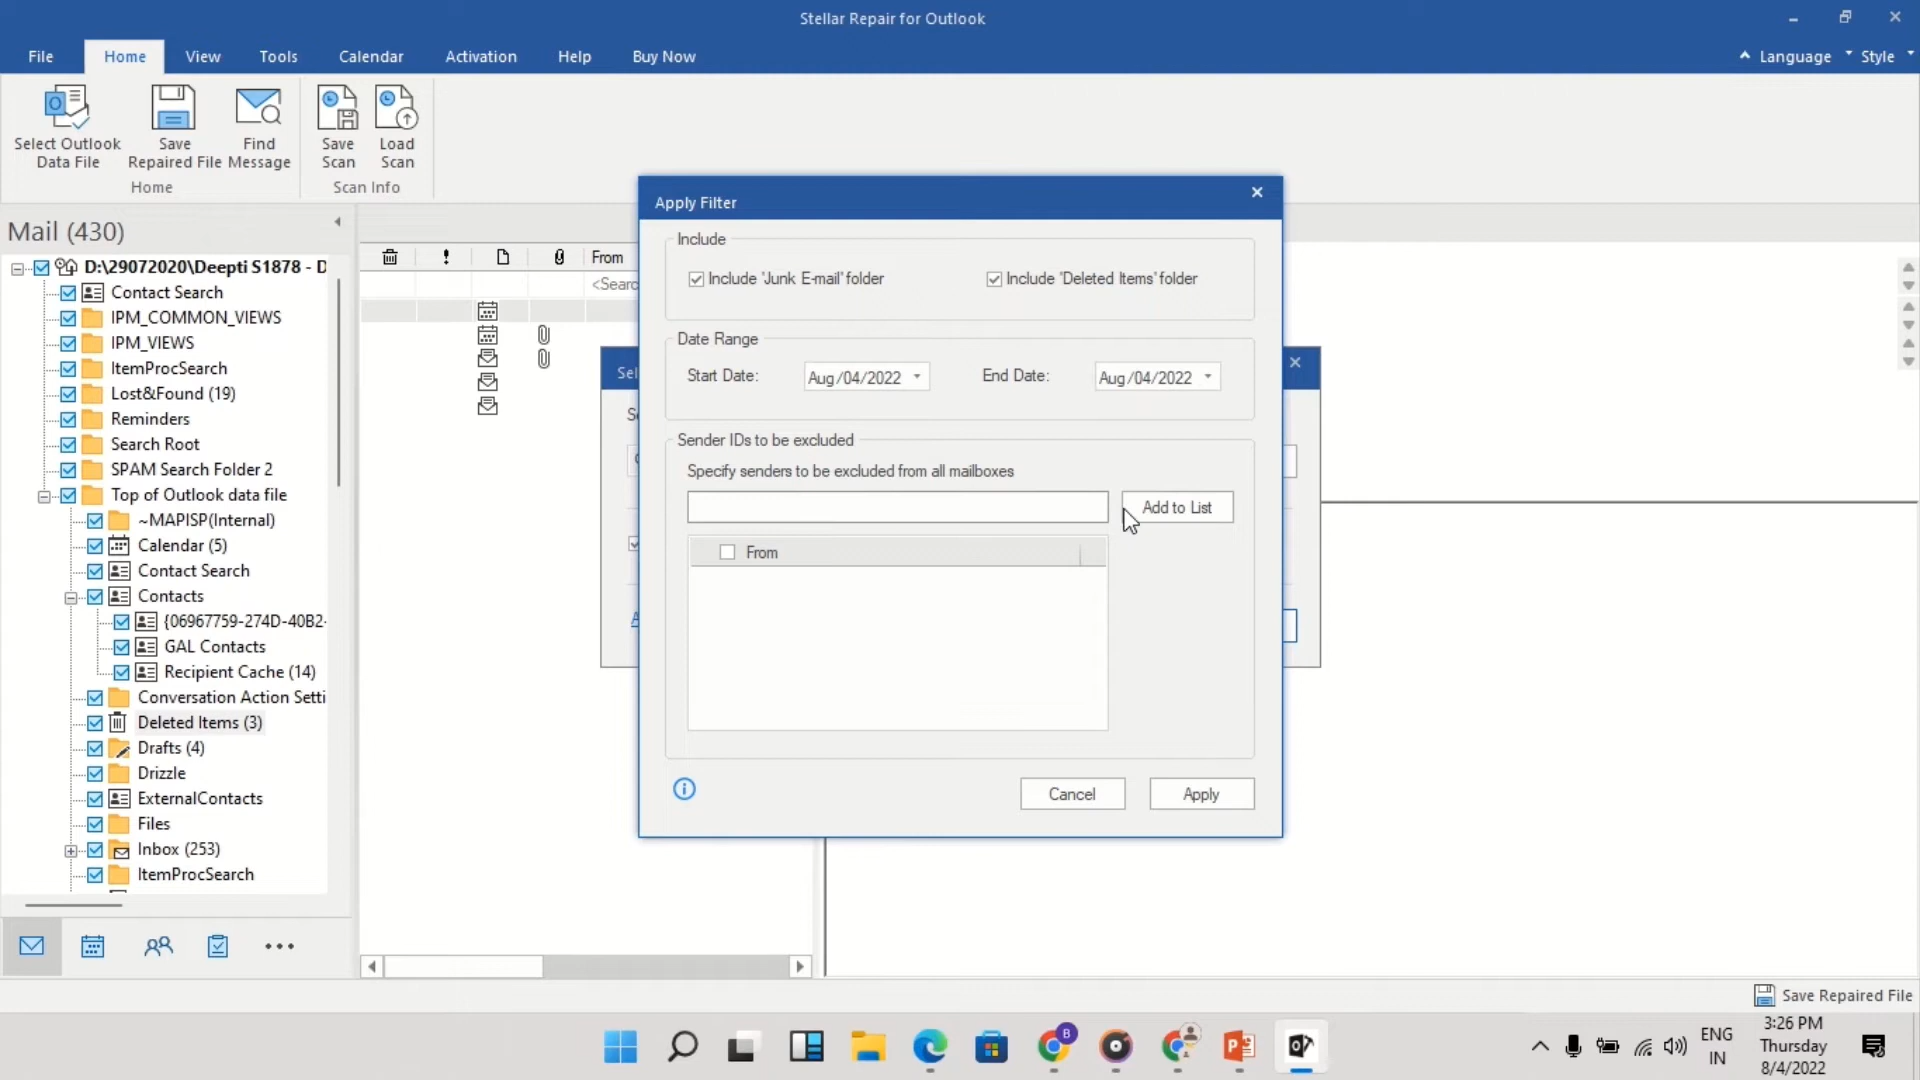 Stellar Repair for Outlook
File Home View Tools Calendar Activation Help Buy Now
Language Style
Select Outlook Data File
Save Repaired File
Find Message
Home
Save Scan
Load Scan
Scan Info
Mail (430)
D:\29072020\Deepti S1878 - D
Contact Search
IPM_COMMON_VIEWS
IPM_VIEWS
ItemProcSearch
Lost&Found (19)
Reminders
Search Root
SPAM Search Folder 2
Top of Outlook data file
~MAPISP(Internal)
Calendar (5)
Contact Search
Contacts
{06967759-274D-40B2-
GAL Contacts
Recipient Cache (14)
Conversation Action Setti
Deleted Items (3)
Drafts (4)
Drizzle
ExternalContacts
Files
Inbox (253)
ItemProcSearch
From
<Searc
Sel
Apply Filter
Include
Include 'Junk E-mail' folder
Include 'Deleted Items' folder
Date Range
Start Date: Aug/04/2022
End Date: Aug/04/2022
Sender IDs to be excluded
Specify senders to be excluded from all mailboxes
Add to List
From
Cancel
Apply
Save Repaired File
B
ENG
IN
3:26 PM
Thursday
8/4/2022